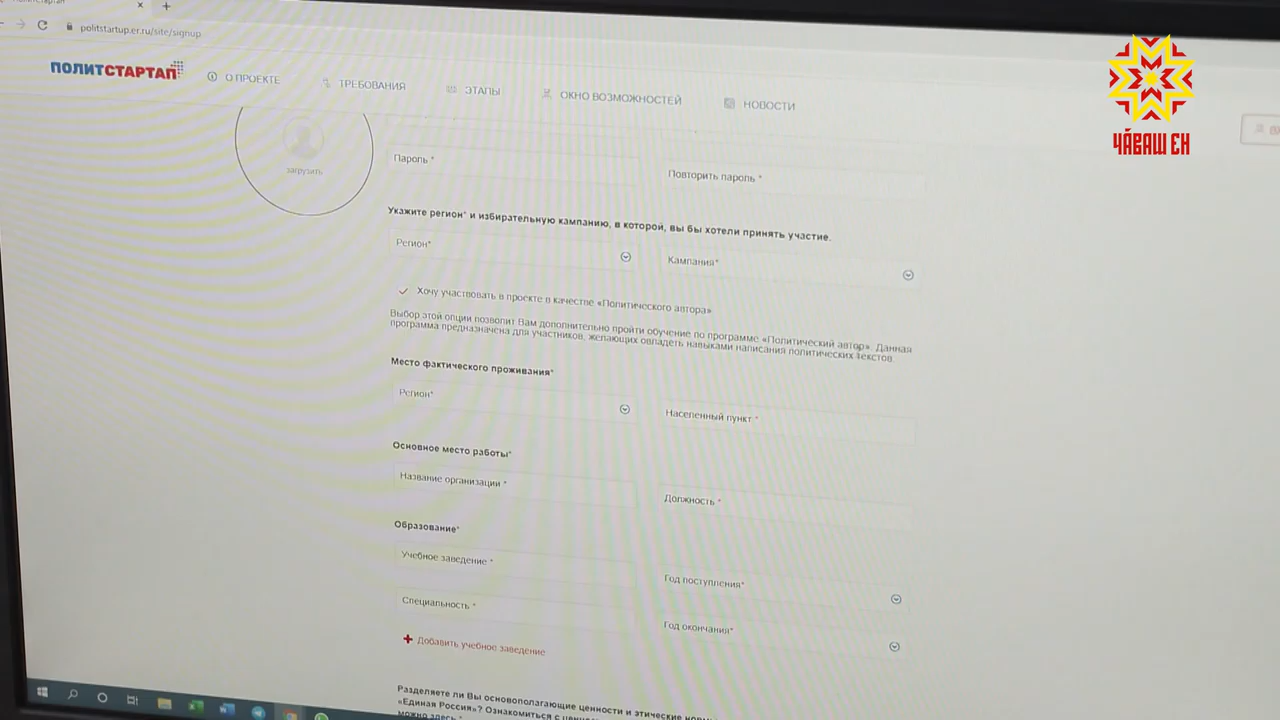 politstartup.er.ru/site/signup
ПОЛИТСТАРТАП
О ПРОЕКТЕ
ТРЕБОВАНИЯ
ЭТАПЫ
ОКНО ВОЗМОЖНОСТЕЙ
НОВОСТИ
ЧӐВАШ ЕН
загрузить
Пароль *
Повторить пароль *
Укажите регион* и избирательную кампанию, в которой, вы бы хотели принять участие.
Регион*
Кампания*
Хочу участвовать в проекте в качестве «Политического автора»
Выбор этой опции позволит Вам дополнительно пройти обучение по программе «Политический автор». Данная
программа предназначена для участников, желающих овладеть навыками написания политических текстов.
Место фактического проживания*
Регион*
Населенный пункт *
Основное место работы*
Название организации *
Должность *
Образование*
Учебное заведение *
Год поступления*
Специальность *
Год окончания*
Добавить учебное заведение
Разделяете ли Вы основополагающие ценности и этические
«Единая Россия»? Ознакомиться с
можно здесь.